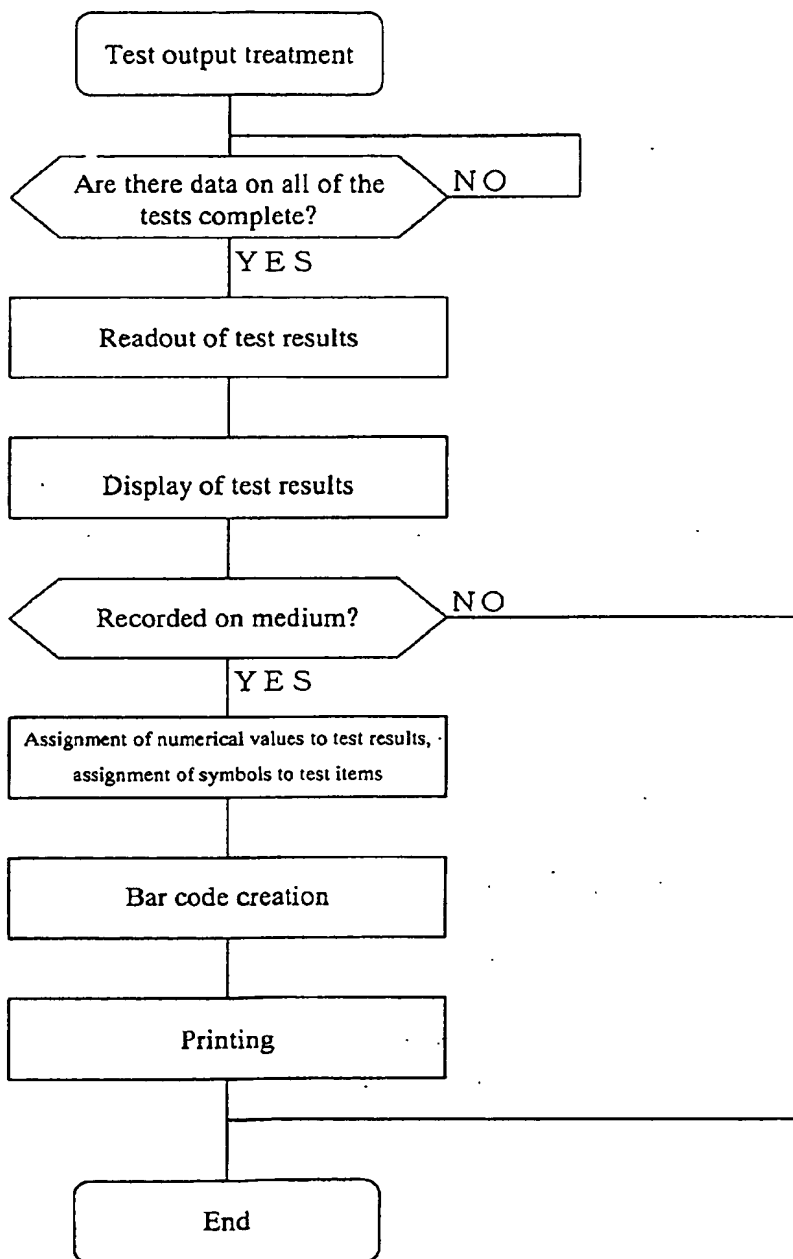 Test output treatment
Are there data on all of the
tests complete?
NO
YES
Readout of test results
Display of test results
Recorded on medium?
NO
YES
Assignment of numerical values to test results,
assignment of symbols to test items
Bar code creation
Printing
End